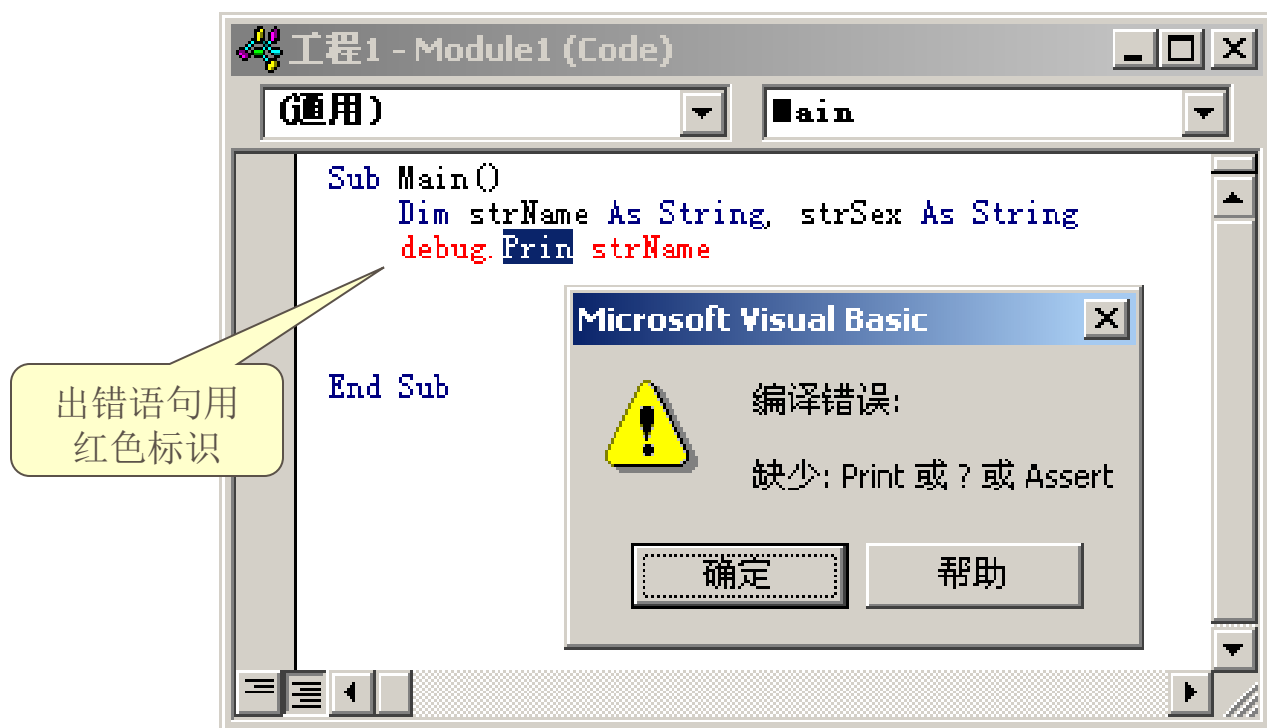 工程1 - Module1 (Code)
(通用)
Main
Sub Main()
Dim strName As String, strSex As String
debug.Prin strName
End Sub
出错语句用
红色标识
Microsoft Visual Basic
编译错误:
缺少: Print 或 ? 或 Assert
确定
帮助